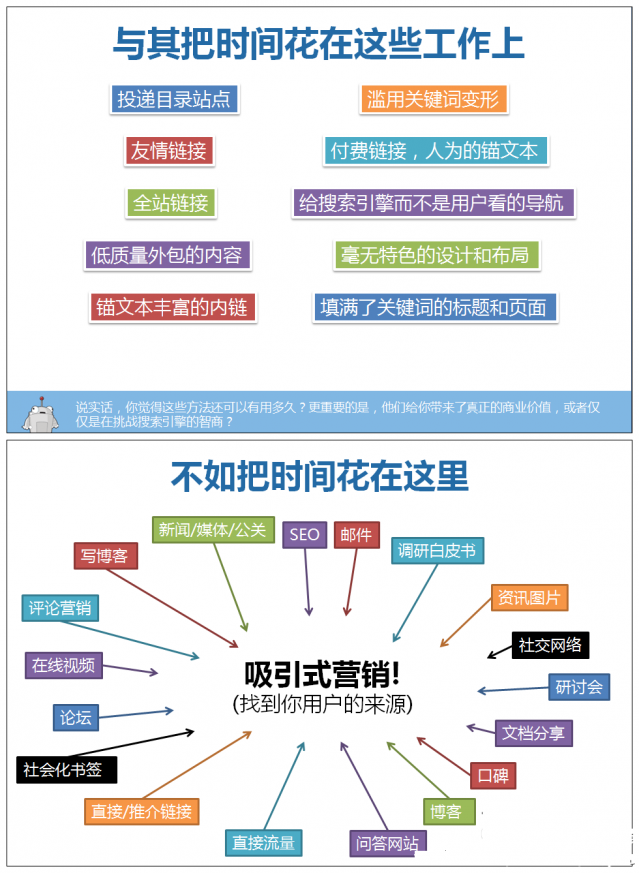 与其把时间花在这些工作上
投递目录站点
滥用关键词变形
友情链接
付费链接，人为的锚文本
全站链接
给搜索引擎而不是用户看的导航
低质量外包的内容
毫无特色的设计和布局
锚文本丰富的内链
填满了关键词的标题和页面
说实话，你觉得这些方法还可以有用多久？更重要的是，他们给你带来了真正的商业价值，或者仅
仅是在挑战搜索引擎的智商？
不如把时间花在这里
新闻/媒体/公关
SEO
邮件
调研白皮书
写博客
资讯图片
评论营销
社交网络
在线视频
吸引式营销!
(找到你用户的来源)
研讨会
论坛
文档分享
社会化书签
口碑
直接/推介链接
博客
直接流量
问答网站